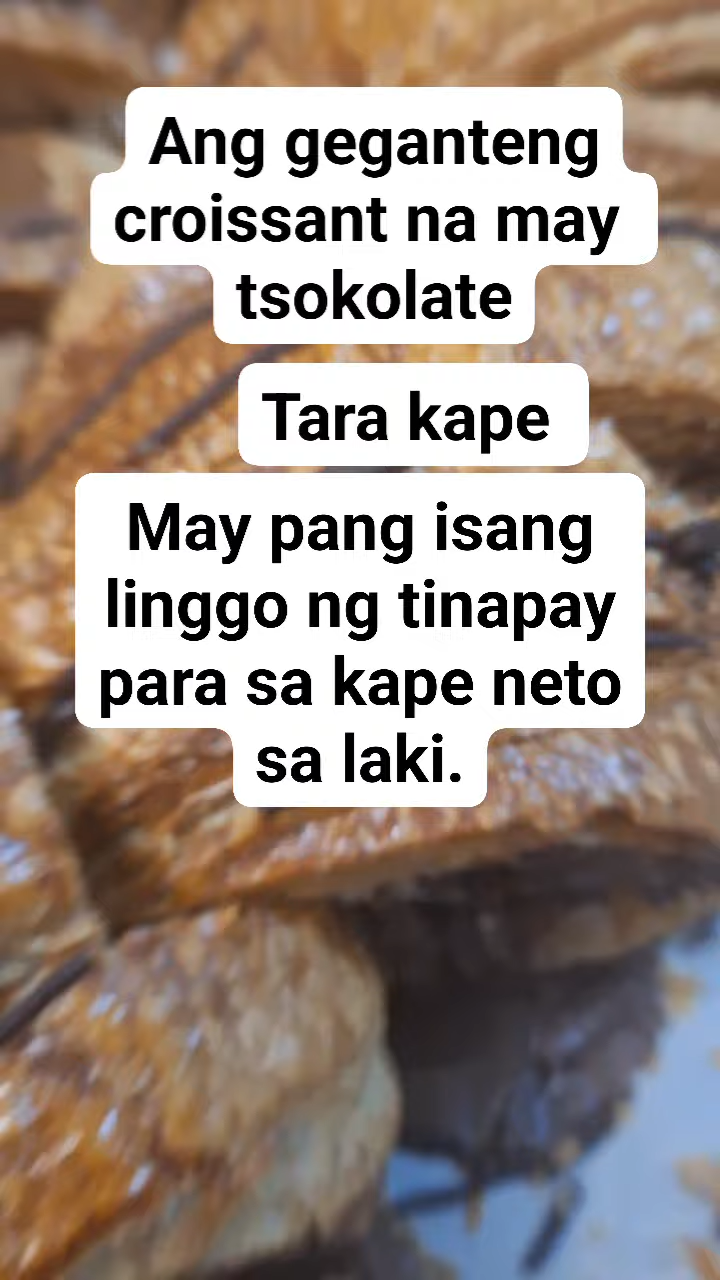 Ang geganteng
croissant na may
tsokolate
Tara kape
May pang isang
linggo ng tinapay
para sa kape neto
sa laki.